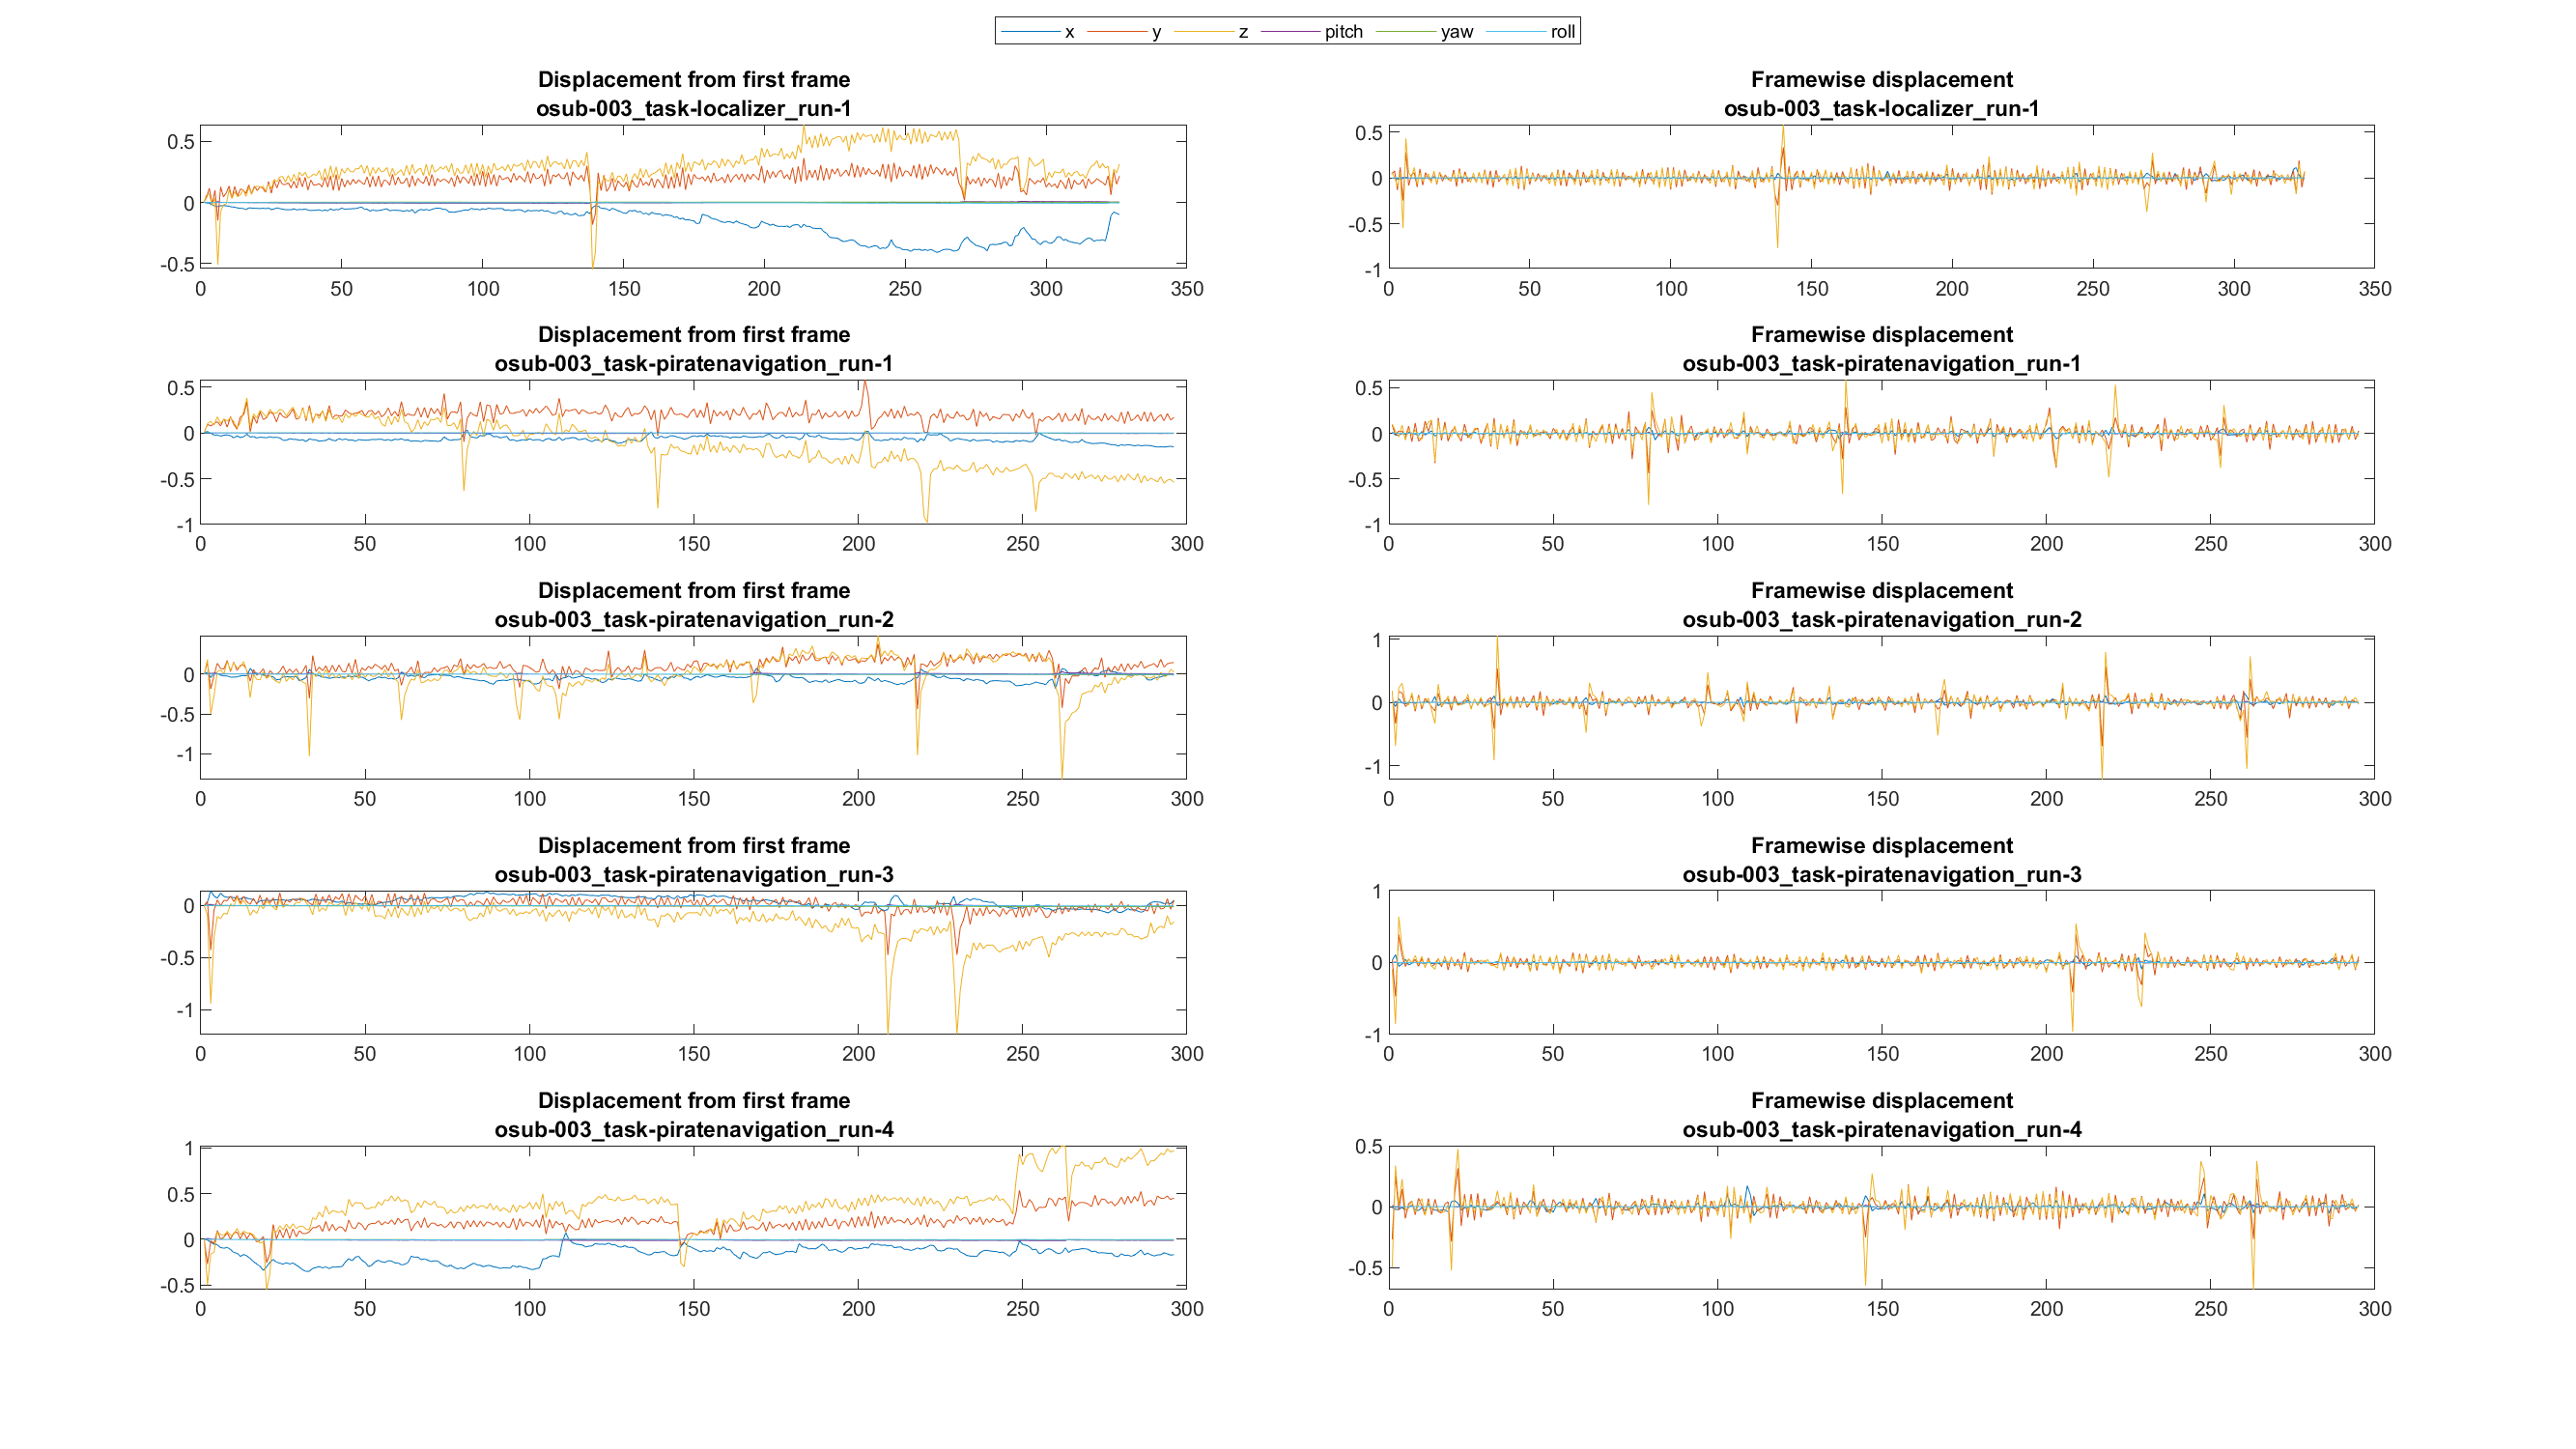 x y z pitch yaw roll
Displacement from first frame
osub-003_task-localizer_run-1
0.5
0
-0.5
0 50 100 150 200 250 300 350
Framewise displacement
osub-003_task-localizer_run-1
0.5
0
-0.5
-1
0 50 100 150 200 250 300 350
Displacement from first frame
osub-003_task-piratenavigation_run-1
0.5
0
-0.5
-1
0 50 100 150 200 250 300
Framewise displacement
osub-003_task-piratenavigation_run-1
0.5
0
-0.5
-1
0 50 100 150 200 250 300
Displacement from first frame
osub-003_task-piratenavigation_run-2
0
-0.5
-1
0 50 100 150 200 250 300
Framewise displacement
osub-003_task-piratenavigation_run-2
1
0
-1
0 50 100 150 200 250 300
Displacement from first frame
osub-003_task-piratenavigation_run-3
0
-0.5
-1
0 50 100 150 200 250 300
Framewise displacement
osub-003_task-piratenavigation_run-3
1
0
-1
0 50 100 150 200 250 300
Displacement from first frame
osub-003_task-piratenavigation_run-4
1
0.5
0
-0.5
0 50 100 150 200 250 300
Framewise displacement
osub-003_task-piratenavigation_run-4
0.5
0
-0.5
0 50 100 150 200 250 300